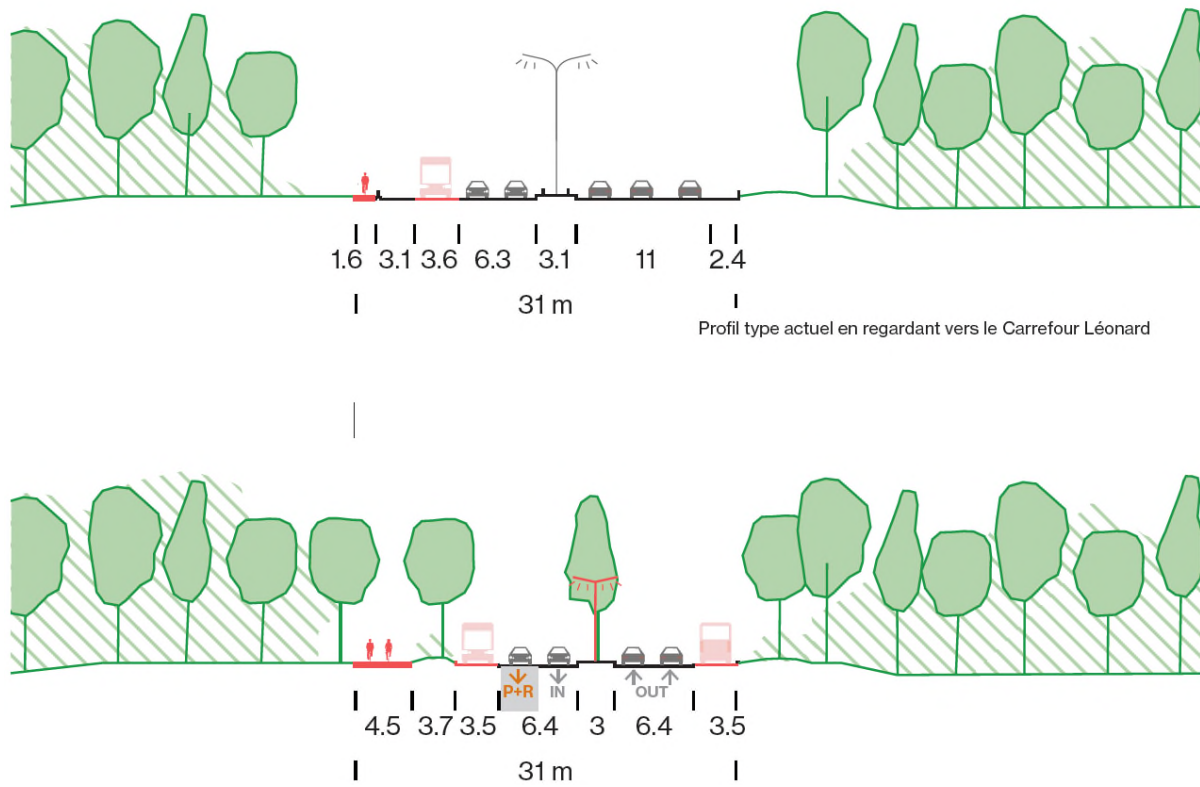 1.6 3.1 3.6 6.3 3.1 11 2.4
31 m
Profil type actuel en regardant vers le Carrefour Léonard
P+R IN OUT
4.5 3.7 3.5 6.4 3 6.4 3.5
31 m